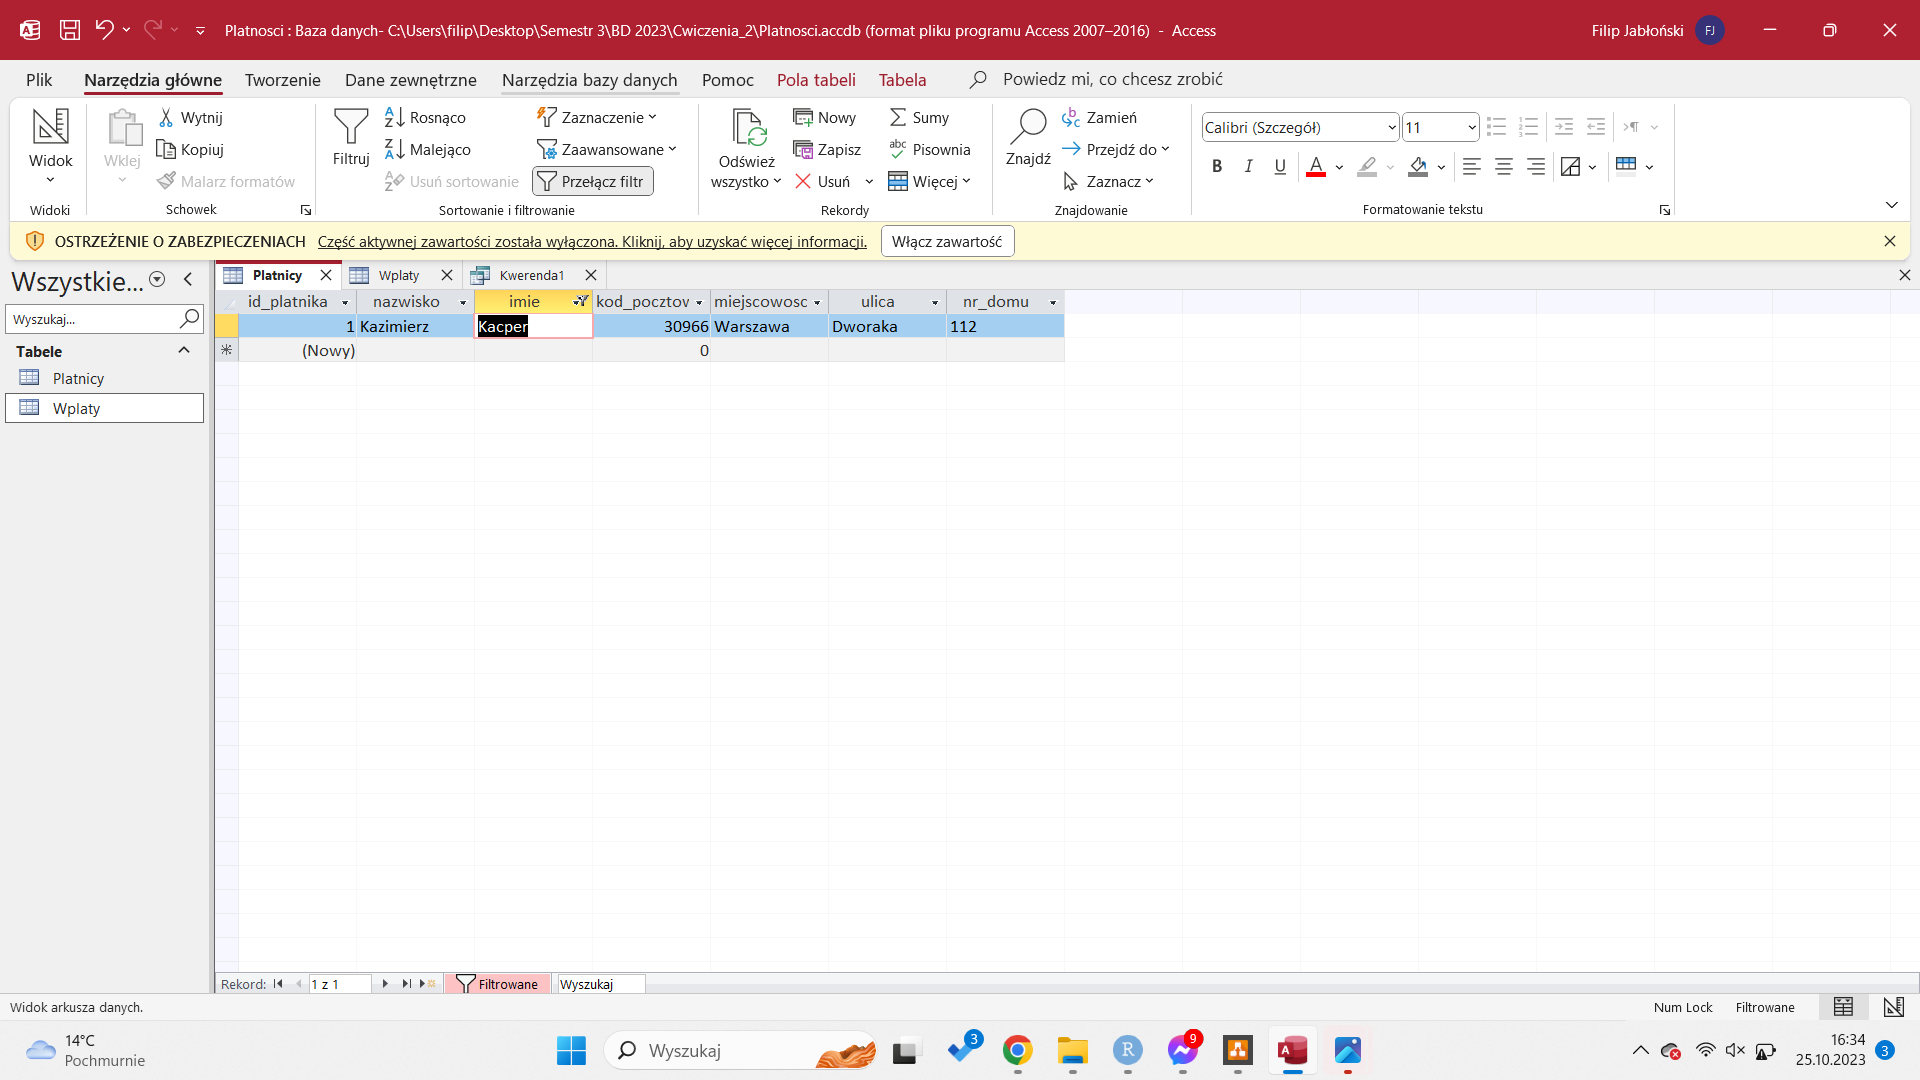 Platnosci : Baza danych- C:\Users\filip\Desktop\Semestr 3\BD 2023\Cwiczenia_2\Platnosci.accdb (format pliku programu Access 2007–2016) - Access
Filip Jabłoński
FJ
Plik
Narzędzia główne
Tworzenie
Dane zewnętrzne
Narzędzia bazy danych
Pomoc
Pola tabeli
Tabela
Powiedz mi, co chcesz zrobić
Widok
Widoki
Wklej
Wytnij
Kopiuj
Malarz formatów
Schowek
Filtruj
Rosnąco
Malejąco
Usuń sortowanie
Zaznaczenie
Zaawansowane
Przełącz filtr
Sortowanie i filtrowanie
Odśwież
wszystko
Nowy
Zapisz
Usuń
Sumy
Pisownia
Więcej
Rekordy
Znajdź
Zamień
Przejdź do
Zaznacz
Znajdowanie
Calibri (Szczegół)
11
B I U A
Formatowanie tekstu
OSTRZEŻENIE O ZABEZPIECZENIACH
Część aktywnej zawartości została wyłączona. Kliknij, aby uzyskać więcej informacji.
Włącz zawartość
Wszystkie...
Wyszukaj...
Tabele
Platnicy
Wplaty
Platnicy
Wplaty
Kwerenda1
id_platnika nazwisko imie kod_pocztov miejscowosc ulica nr_domu
1 Kazimierz Kacper 30966 Warszawa Dworaka 112
(Nowy) 0
Rekord:
1 z 1
Filtrowane
Wyszukaj
Widok arkusza danych.
Num Lock
Filtrowane
14°C
Pochmurnie
Wyszukaj
3
R
9
A
16:34
25.10.2023
3